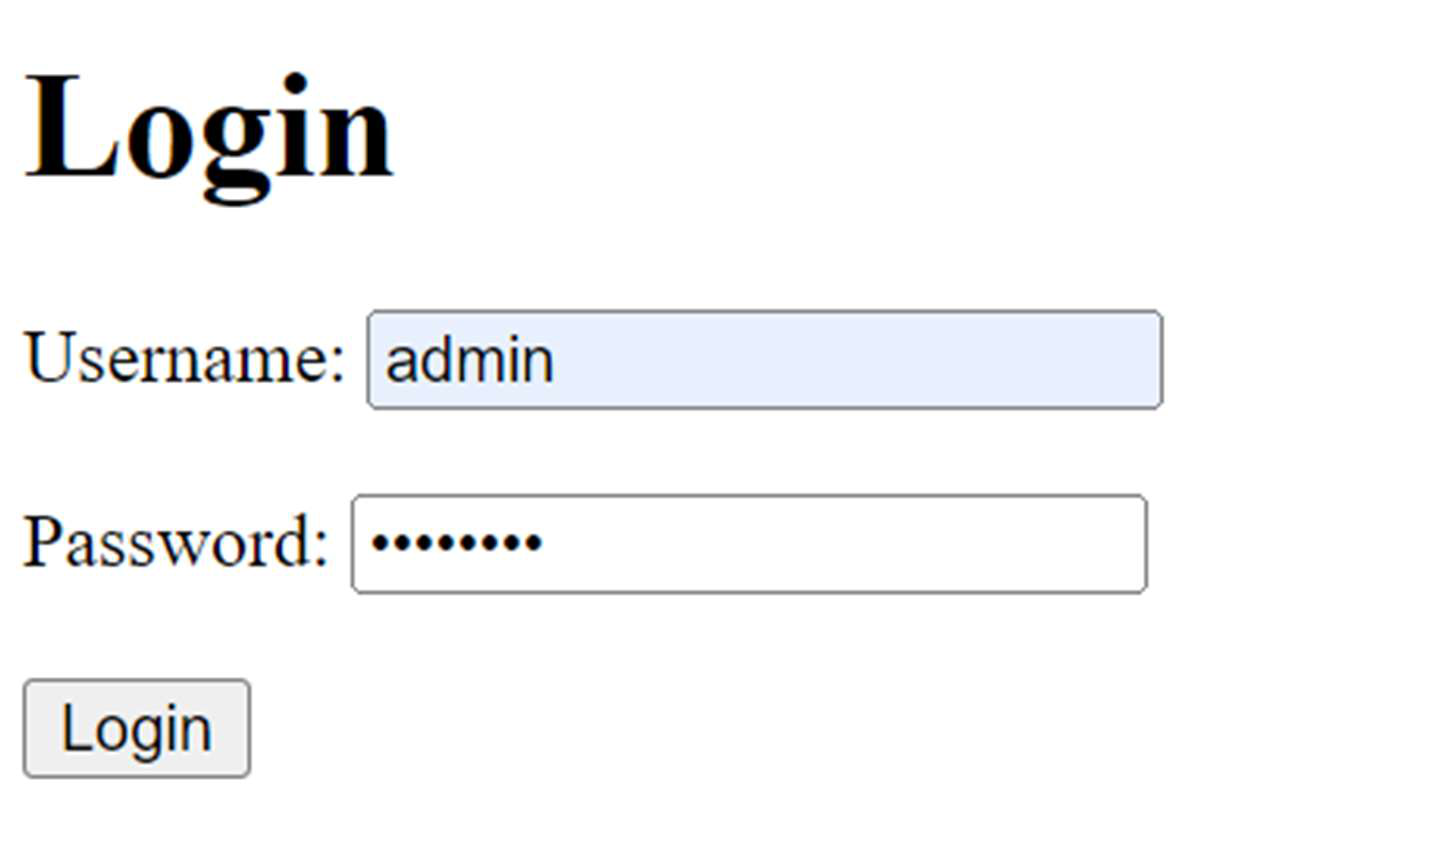 Login
Username: admin
Password: ••••••••
Login